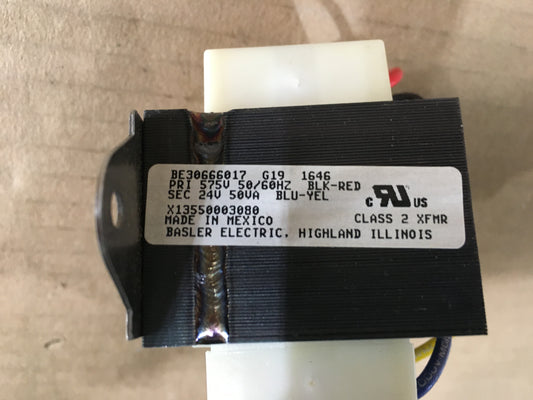 BE30666017 G19 1646
PRI 575V 50/60HZ BLK-RED
SEC 24V 50VA BLU-YEL
X13550003080
MADE IN MEXICO
C RU US
CLASS 2 XFMR
BASLER ELECTRIC, HIGHLAND ILLINOIS